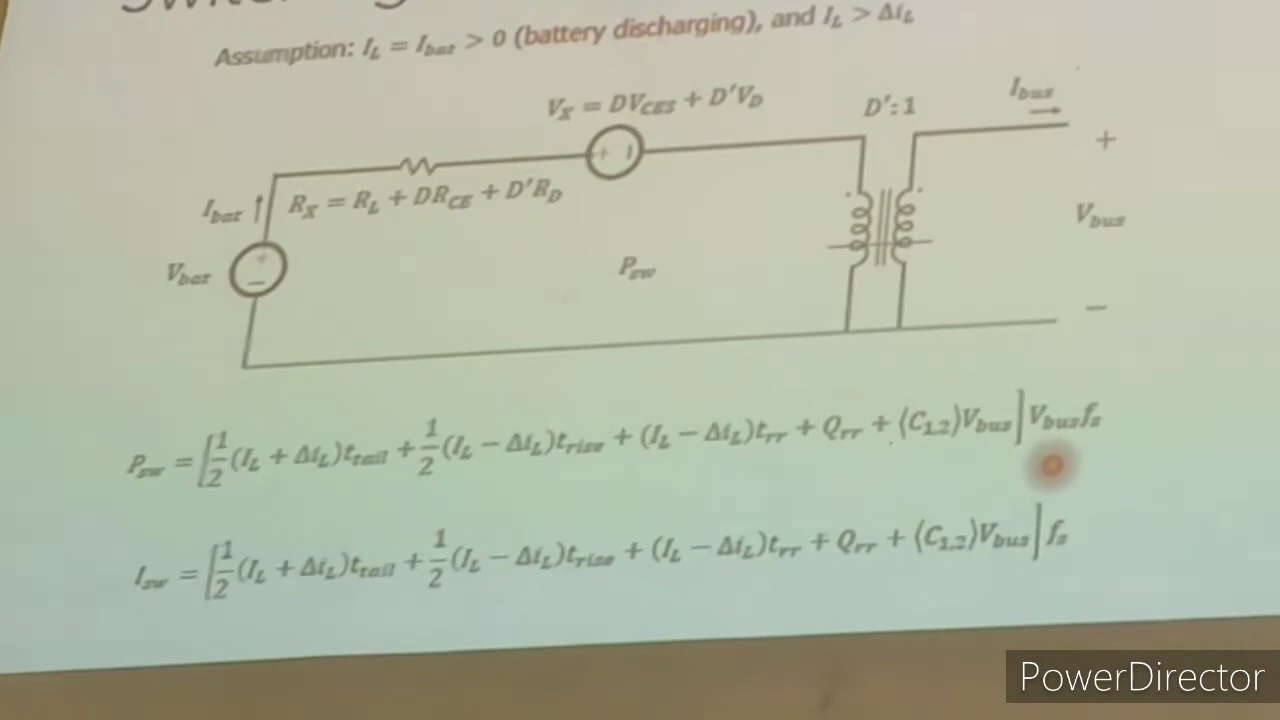 Assumption: I_L = I_bat > 0 (battery discharging), and I_L > Δi_L
V_X = DV_CES + D'V_D
D':1
I_bus
+
I_bat
R_X = R_L + DR_CE + D'R_D
V_bus
V_bat
+
−
P_sw
−
P_sw = [1/2 (I_L + Δi_L)t_tail + 1/2 (I_L − Δi_L)t_rise + (I_L − Δi_L)t_rr + Q_rr + ⟨C_1,2⟩V_bus] V_bus f_s
I_sw = [1/2 (I_L + Δi_L)t_tail + 1/2 (I_L − Δi_L)t_rise + (I_L − Δi_L)t_rr + Q_rr + ⟨C_1,2⟩V_bus] f_s
PowerDirector